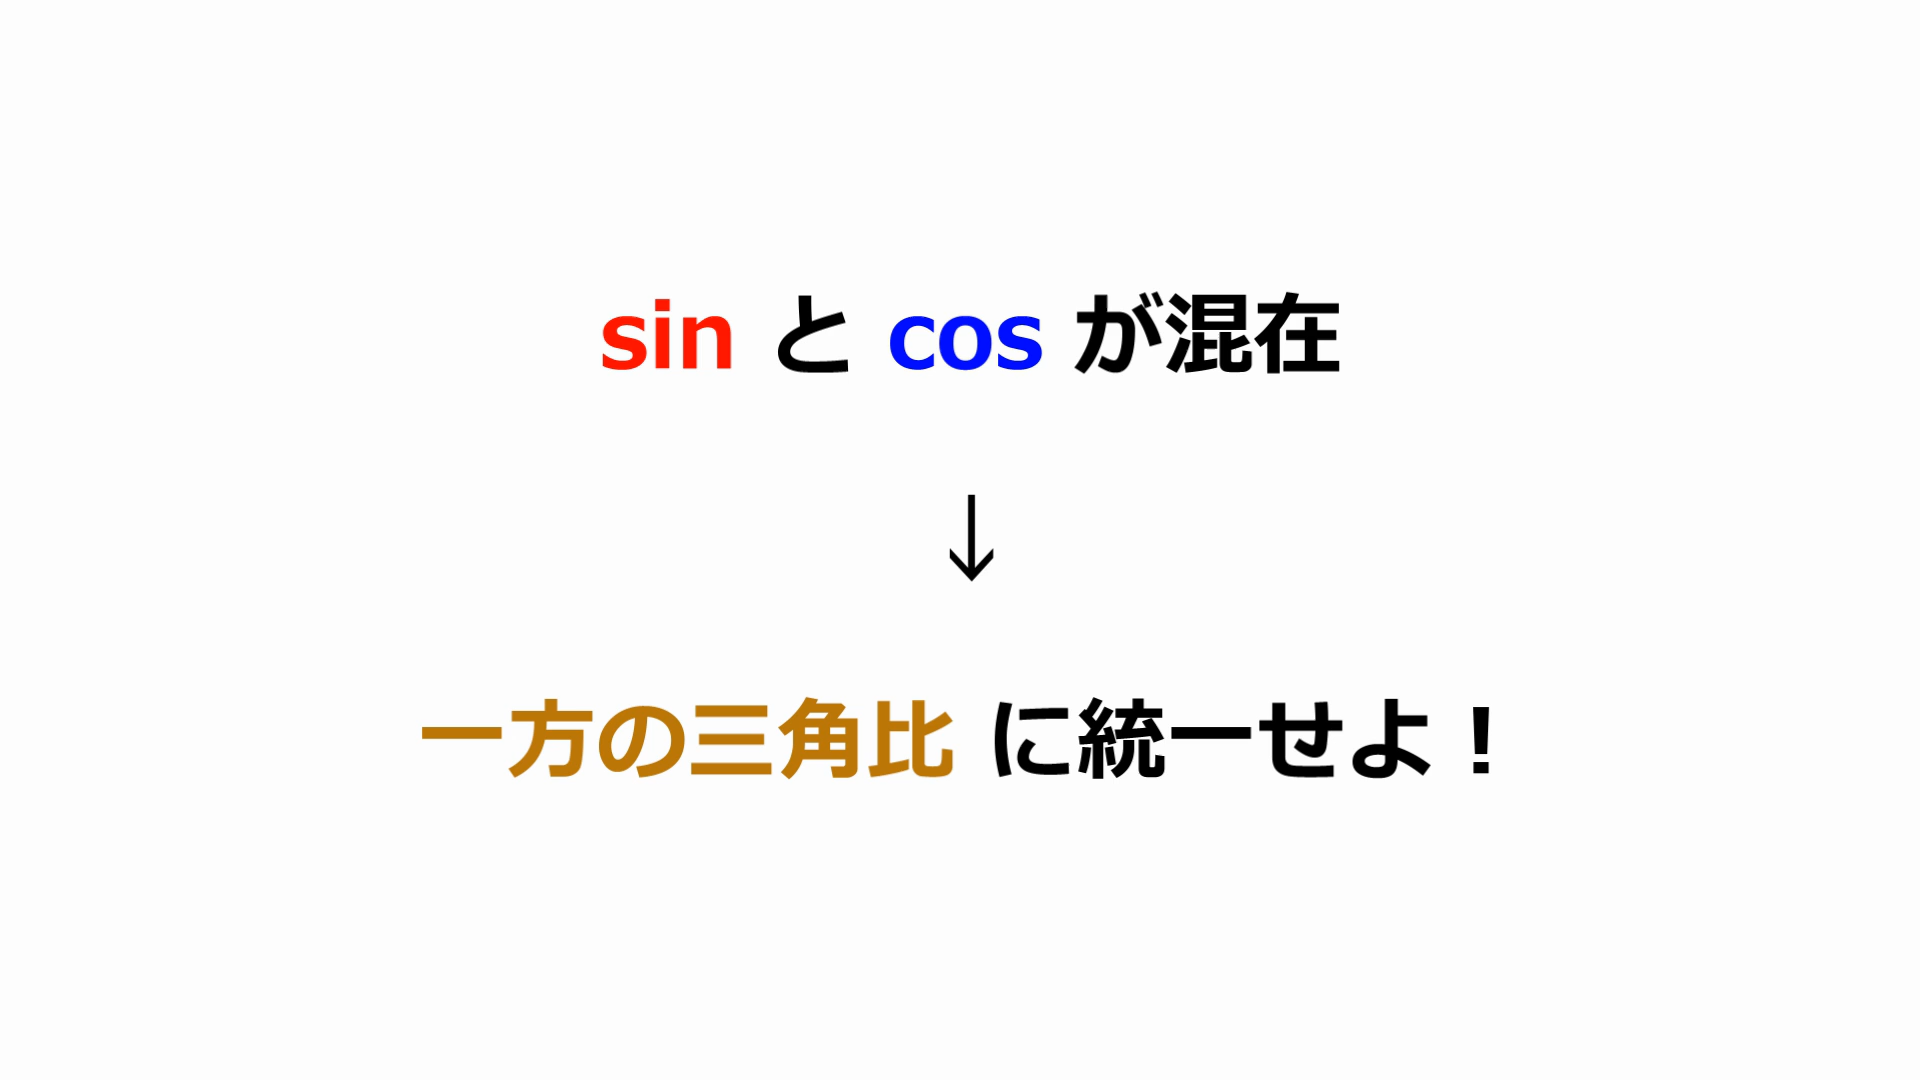 sin と cos が混在
↓
一方の三角比 に統一せよ！